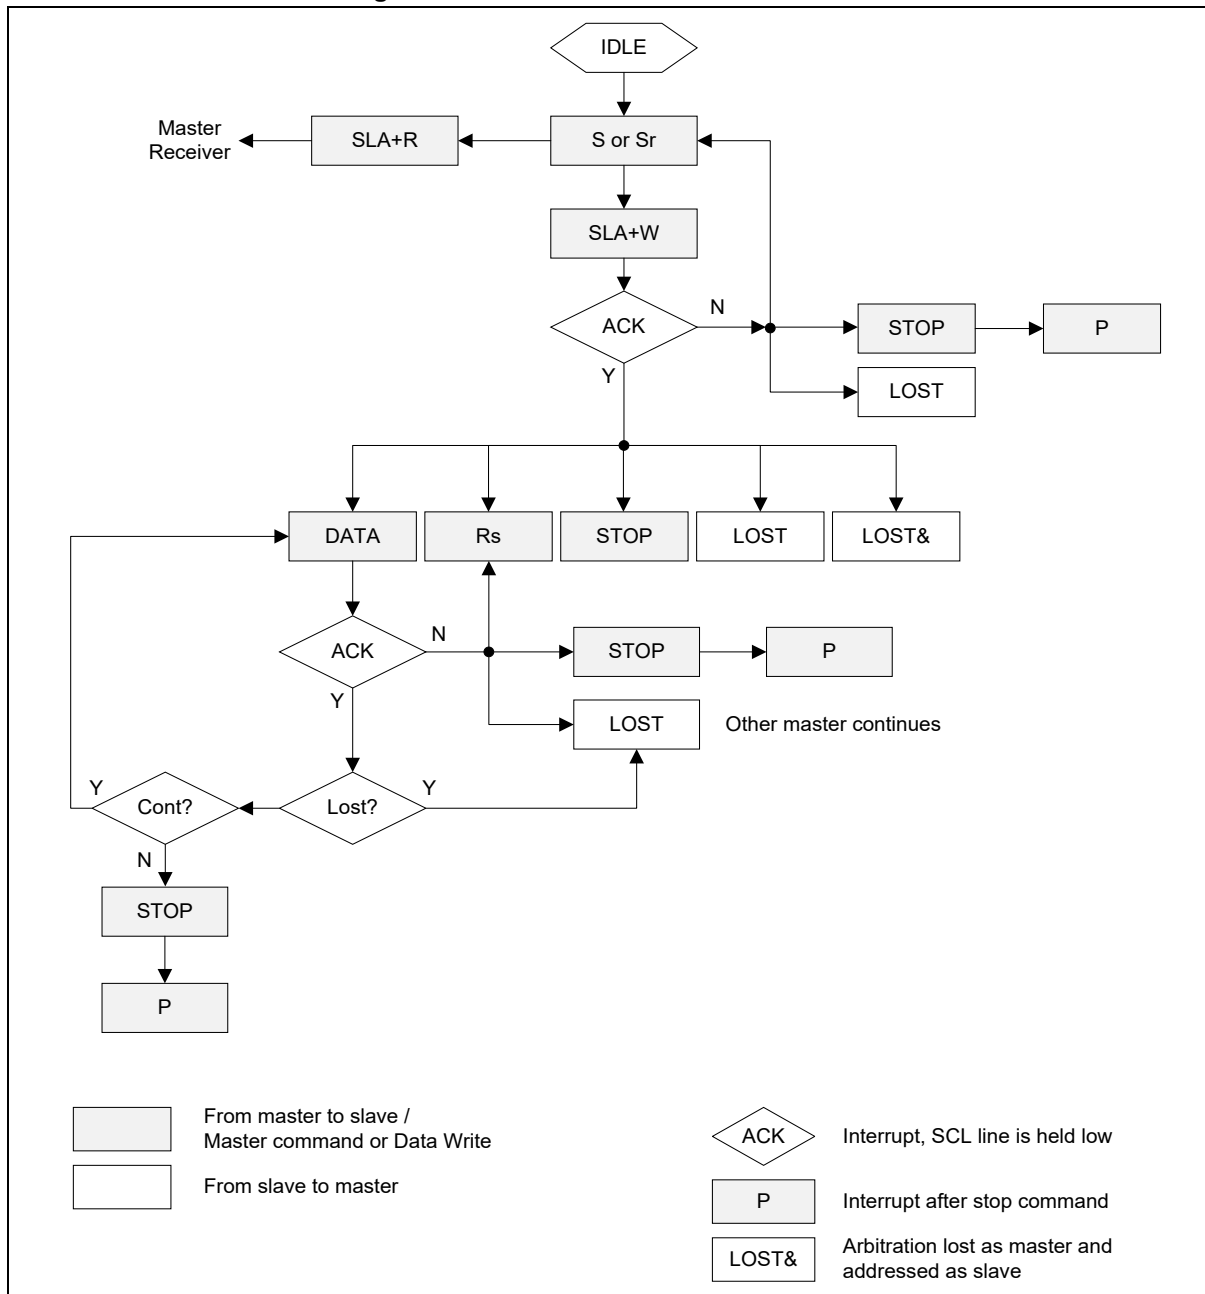 IDLE
Master
Receiver
SLA+R
S or Sr
SLA+W
ACK
N
STOP
P
Y
LOST
DATA
Rs
STOP
LOST
LOST&
ACK
N
STOP
P
Y
LOST
Other master continues
Y
Cont?
Lost?
Y
N
STOP
P
From master to slave /
Master command or Data Write
From slave to master
ACK
Interrupt, SCL line is held low
P
Interrupt after stop command
LOST&
Arbitration lost as master and
addressed as slave